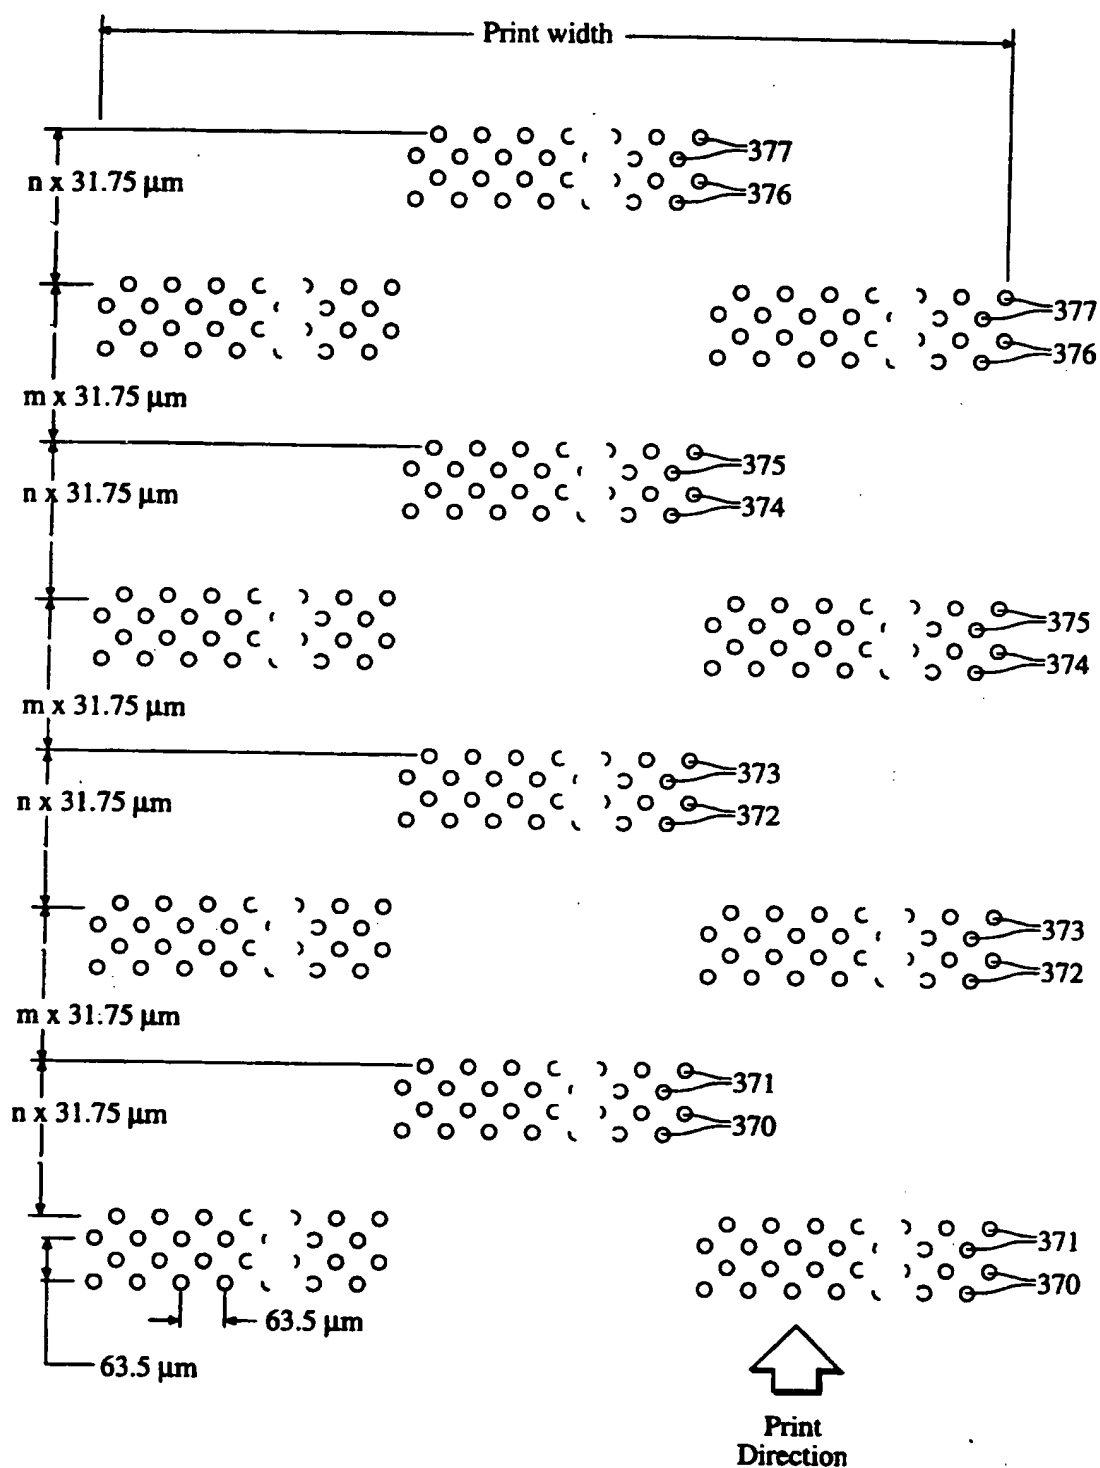 Print width
377
n x 31.75 µm
376
377
376
m x 31.75 µm
375
n x 31.75 µm
374
375
374
m x 31.75 µm
373
n x 31.75 µm
372
373
372
m x 31.75 µm
371
n x 31.75 µm
370
371
370
63.5 µm
63.5 µm
Print
Direction